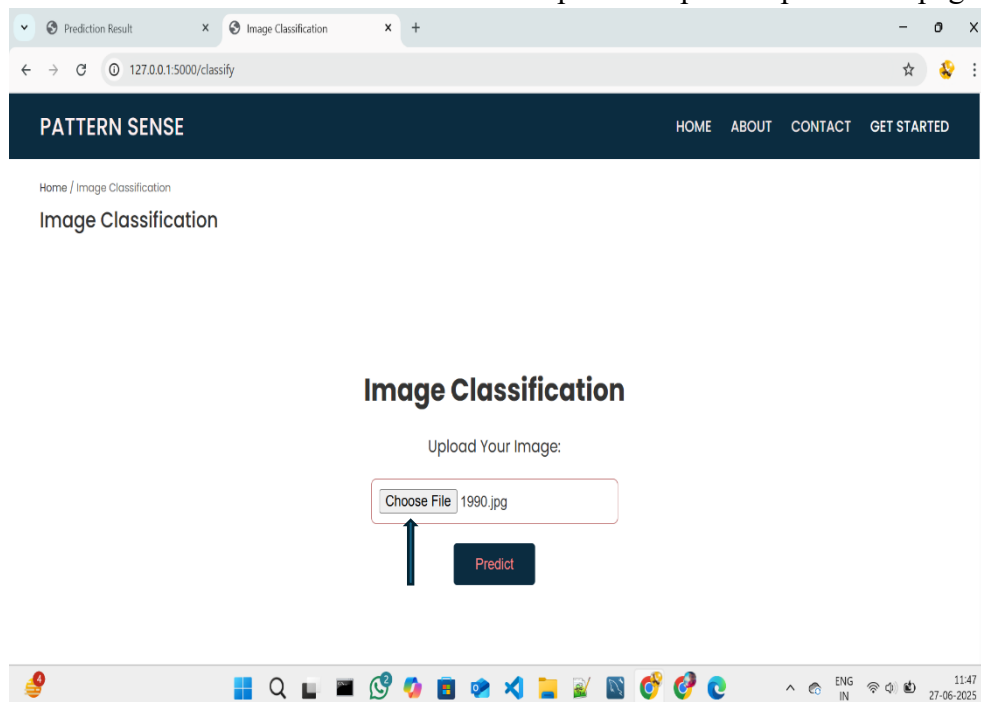 Prediction Result
Image Classification
127.0.0.1:5000/classify
PATTERN SENSE
HOME ABOUT CONTACT GET STARTED
Home / Image Classification
Image Classification
Image Classification
Upload Your Image:
Choose File 1990.jpg
Predict
4
2
ENG
IN
11:47
27-06-2025